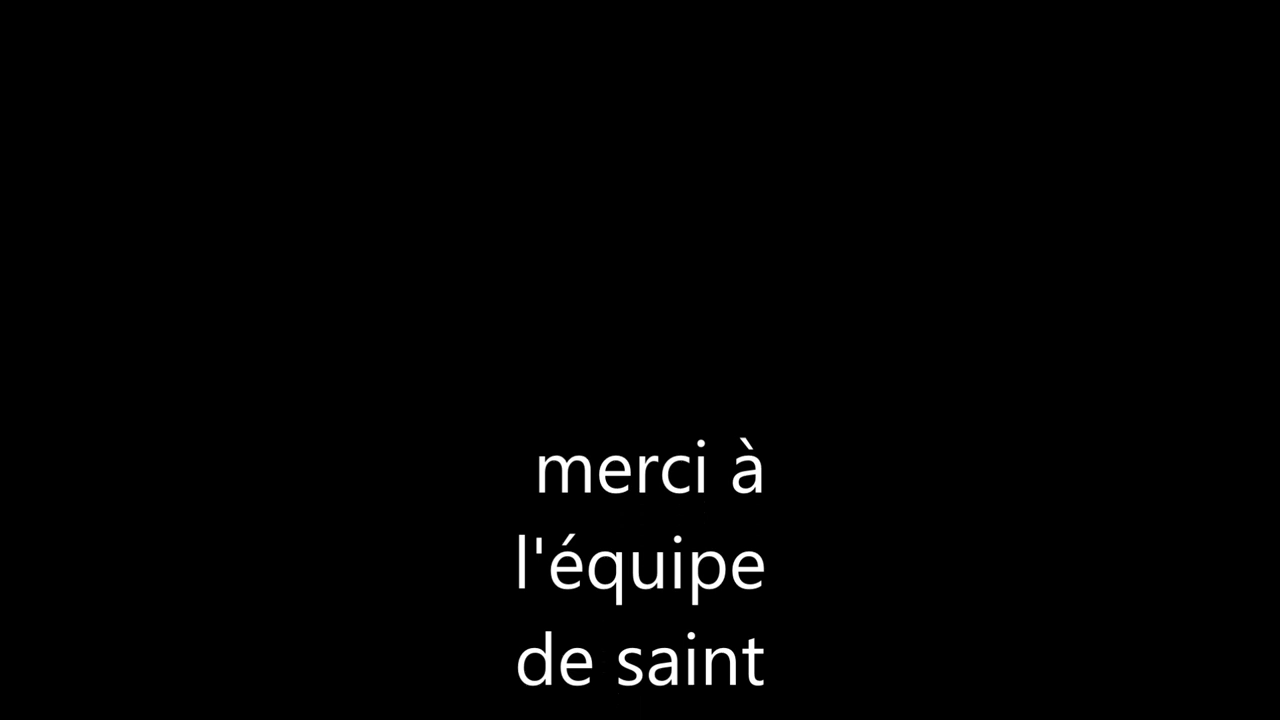 merci à
l'équipe
de saint